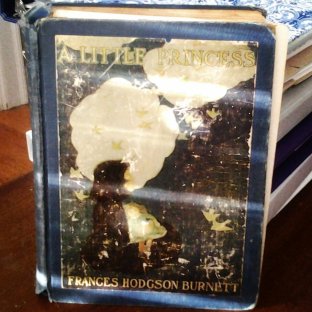 A LITTLE PRINCESS
FRANCES HODGSON BURNETT